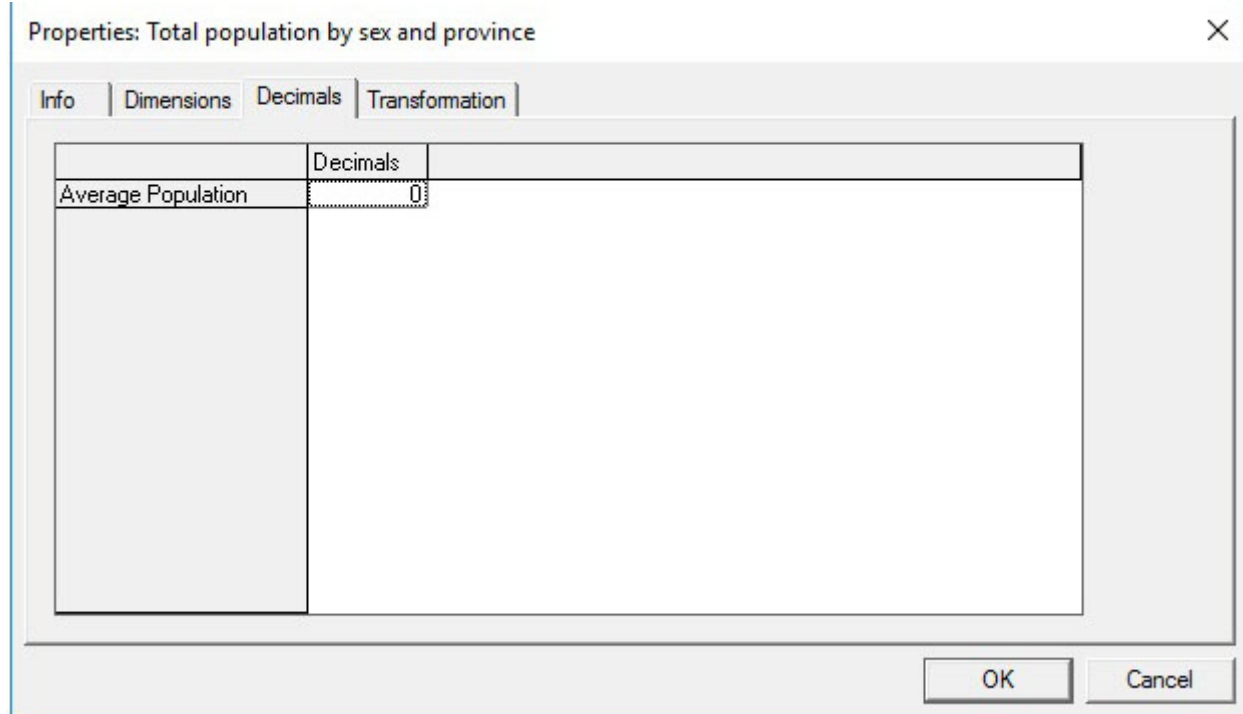 Properties: Total population by sex and province
Info Dimensions Decimals Transformation
Decimals
Average Population 0
OK Cancel